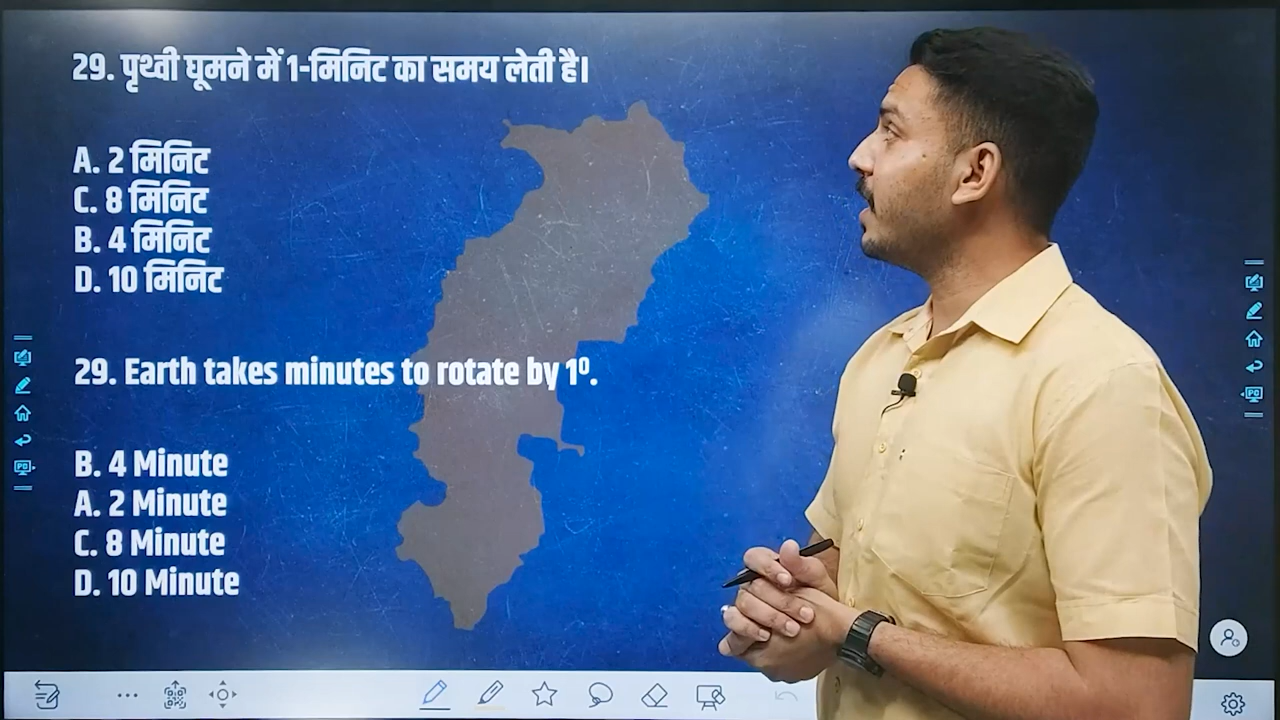 29. पृथ्वी घूमने में 1-मिनिट का समय लेती है।
A. 2 मिनिट
C. 8 मिनिट
B. 4 मिनिट
D. 10 मिनिट
29. Earth takes minutes to rotate by 1⁰.
B. 4 Minute
A. 2 Minute
C. 8 Minute
D. 10 Minute